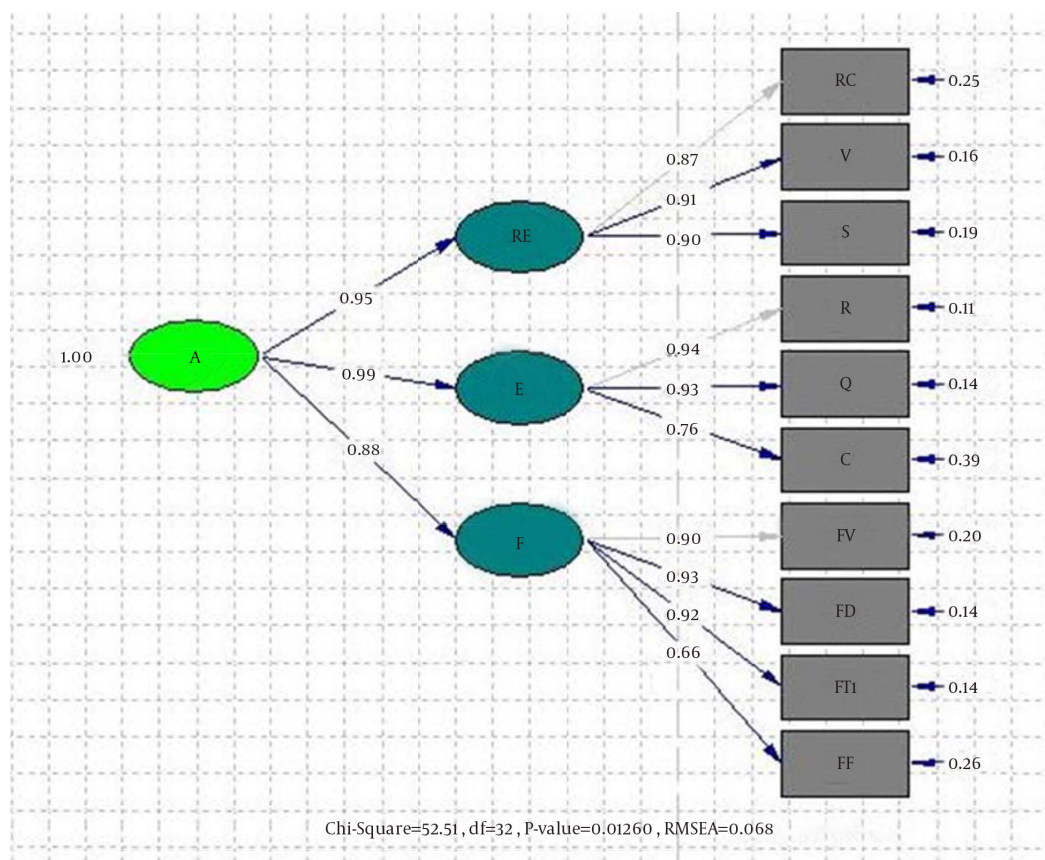 RC
0.25
0.87
V
0.16
0.91
RE
S
0.19
0.90
0.95
R
0.11
0.94
1.00
A
0.99
E
Q
0.14
0.93
0.76
C
0.39
0.88
F
0.90
FV
0.20
0.93
FD
0.14
0.92
0.66
FT1
0.14
FF
0.26
Chi-Square=52.51, df=32, P-value=0.01260, RMSEA=0.068